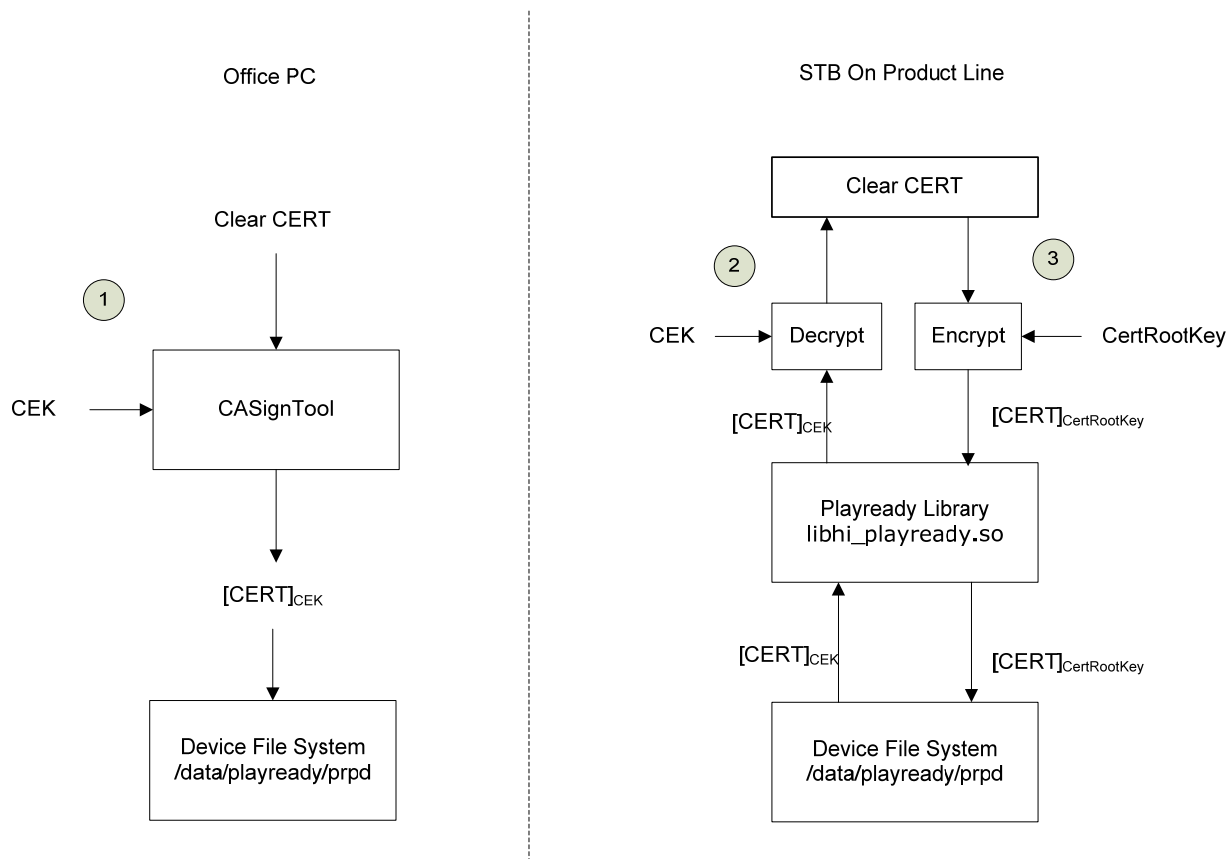 Office PC
Clear CERT
1
CEK
CASignTool
[CERT]CEK
Device File System
/data/playready/prpd
STB On Product Line
Clear CERT
2
3
CEK
Decrypt
Encrypt
CertRootKey
[CERT]CEK
[CERT]CertRootKey
Playready Library
libhi_playready.so
[CERT]CEK
[CERT]CertRootKey
Device File System
/data/playready/prpd